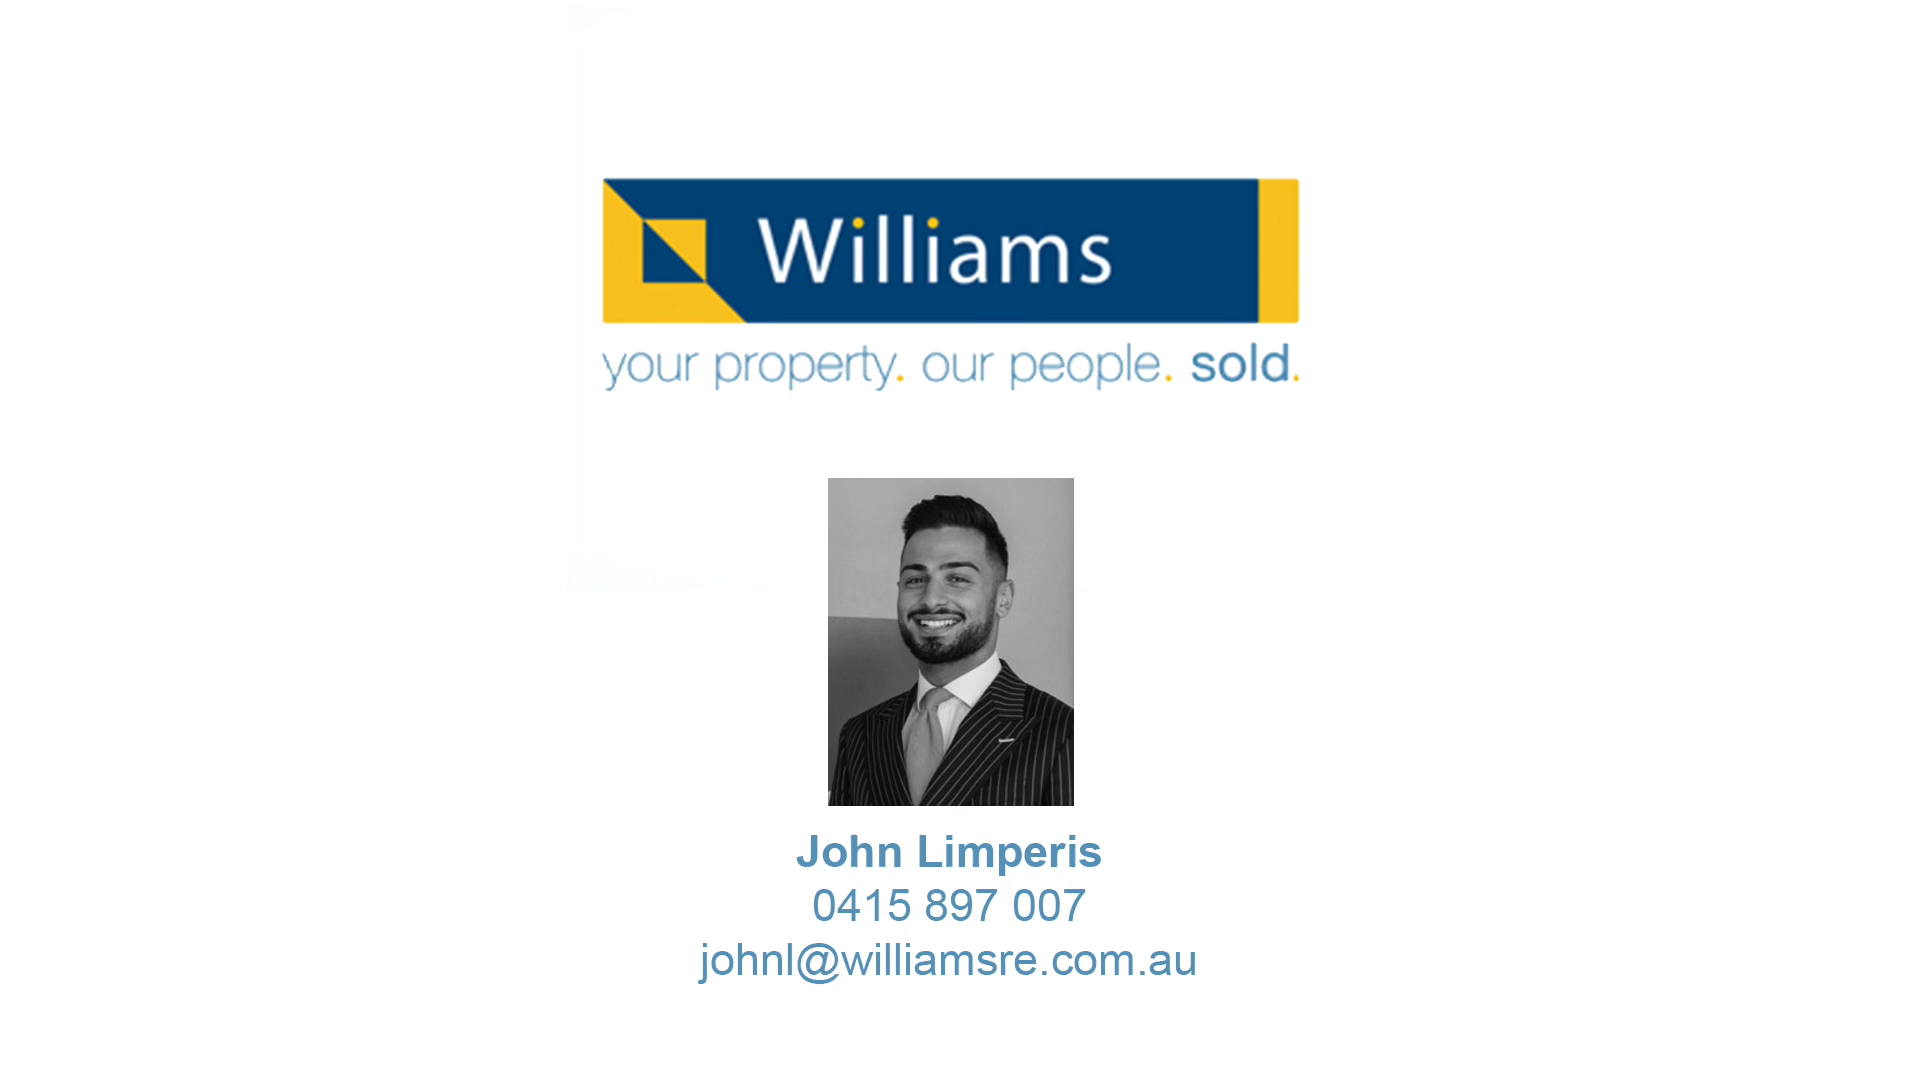 Williams
your property. our people. sold.
John Limperis
0415 897 007
johnl@williamsre.com.au